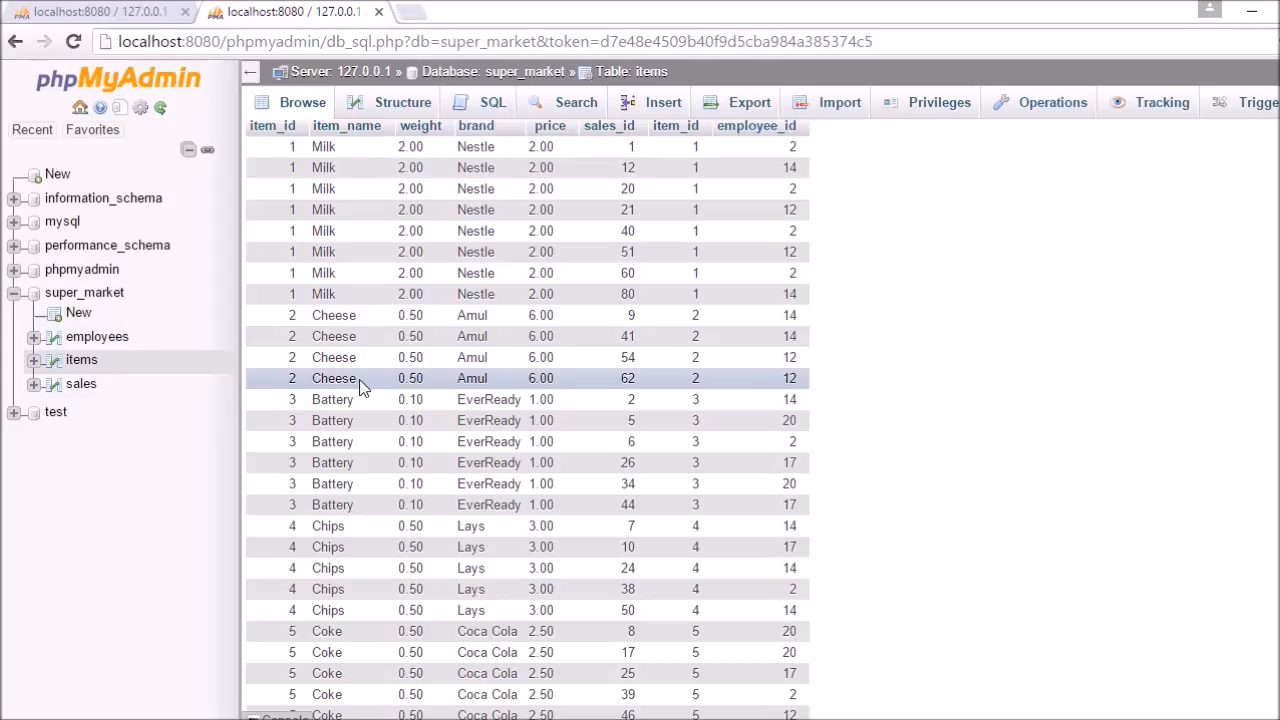 localhost:8080 / 127.0.0.1
localhost:8080 / 127.0.0.1
localhost:8080/phpmyadmin/db_sql.php?db=super_market&token=d7e48e4509b40f9d5cba984a385374c5
phpMyAdmin
Recent Favorites
New
information_schema
mysql
performance_schema
phpmyadmin
super_market
New
employees
items
sales
test
Server: 127.0.0.1 » Database: super_market » Table: items
Browse Structure SQL Search Insert Export Import Privileges Operations Tracking Trigge
item_id item_name weight brand price sales_id item_id employee_id
1 Milk 2.00 Nestle 2.00 1 1 2
1 Milk 2.00 Nestle 2.00 12 1 14
1 Milk 2.00 Nestle 2.00 20 1 2
1 Milk 2.00 Nestle 2.00 21 1 12
1 Milk 2.00 Nestle 2.00 40 1 2
1 Milk 2.00 Nestle 2.00 51 1 12
1 Milk 2.00 Nestle 2.00 60 1 2
1 Milk 2.00 Nestle 2.00 80 1 14
2 Cheese 0.50 Amul 6.00 9 2 14
2 Cheese 0.50 Amul 6.00 41 2 14
2 Cheese 0.50 Amul 6.00 54 2 12
2 Cheese 0.50 Amul 6.00 62 2 12
3 Battery 0.10 EverReady 1.00 2 3 14
3 Battery 0.10 EverReady 1.00 5 3 20
3 Battery 0.10 EverReady 1.00 6 3 2
3 Battery 0.10 EverReady 1.00 26 3 17
3 Battery 0.10 EverReady 1.00 34 3 20
3 Battery 0.10 EverReady 1.00 44 3 17
4 Chips 0.50 Lays 3.00 7 4 14
4 Chips 0.50 Lays 3.00 10 4 17
4 Chips 0.50 Lays 3.00 24 4 14
4 Chips 0.50 Lays 3.00 38 4 2
4 Chips 0.50 Lays 3.00 50 4 14
5 Coke 0.50 Coca Cola 2.50 8 5 20
5 Coke 0.50 Coca Cola 2.50 17 5 20
5 Coke 0.50 Coca Cola 2.50 25 5 17
5 Coke 0.50 Coca Cola 2.50 39 5 2
5 Coke 0.50 Coca Cola 2.50 46 5 12
Console